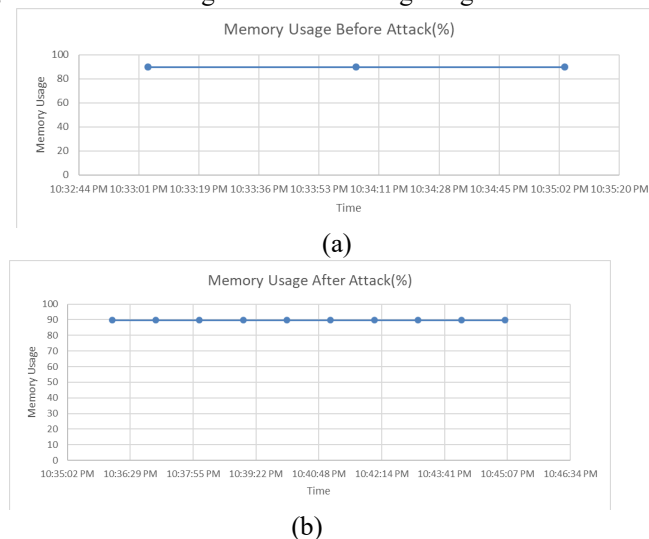 Memory Usage Before Attack(%)
100
80
60
40
20
0
Memory Usage
10:32:44 PM 10:33:01 PM 10:33:19 PM 10:33:36 PM 10:33:53 PM 10:34:11 PM 10:34:28 PM 10:34:45 PM 10:35:02 PM 10:35:20 PM
Time
(a)
Memory Usage After Attack(%)
100
90
80
70
60
50
40
30
20
10
0
Memory Usage
10:35:02 PM 10:36:29 PM 10:37:55 PM 10:39:22 PM 10:40:48 PM 10:42:14 PM 10:43:41 PM 10:45:07 PM 10:46:34 PM
Time
(b)